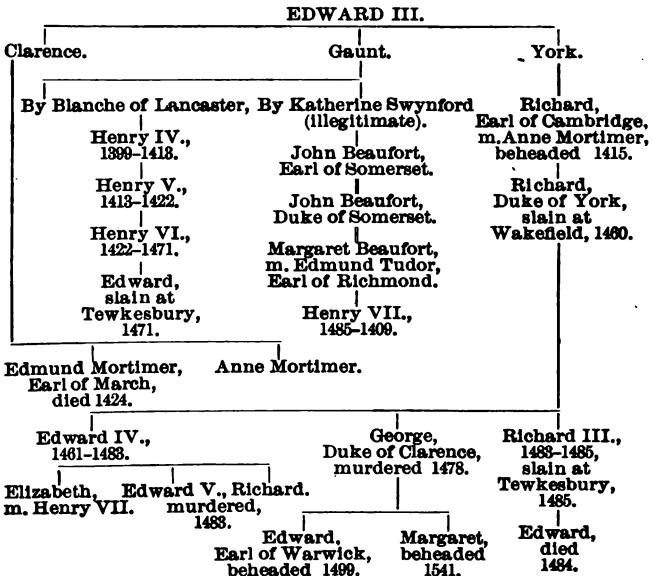 EDWARD III.
Clarence. Gaunt. York.
By Blanche of Lancaster, By Katherine Swynford
(illegitimate).
Henry IV.,
1399–1413.
Henry V.,
1413–1422.
Henry VI.,
1422–1471.
Edward,
slain at
Tewkesbury,
1471.
John Beaufort,
Earl of Somerset.
John Beaufort,
Duke of Somerset.
Margaret Beaufort,
m. Edmund Tudor,
Earl of Richmond.
Henry VII.,
1485–1409.
Richard,
Earl of Cambridge,
m. Anne Mortimer,
beheaded 1415.
Richard,
Duke of York,
slain at
Wakefield, 1460.
Edmund Mortimer,
Earl of March,
died 1424.
Anne Mortimer.
Edward IV.,
1461–1483.
George,
Duke of Clarence,
murdered 1478.
Richard III.,
1483–1485,
slain at
Tewkesbury,
1485.
Elizabeth,
m. Henry VII.
Edward V., Richard.
murdered,
1483.
Edward,
Earl of Warwick,
beheaded 1499.
Margaret,
beheaded
1541.
Edward,
died
1484.